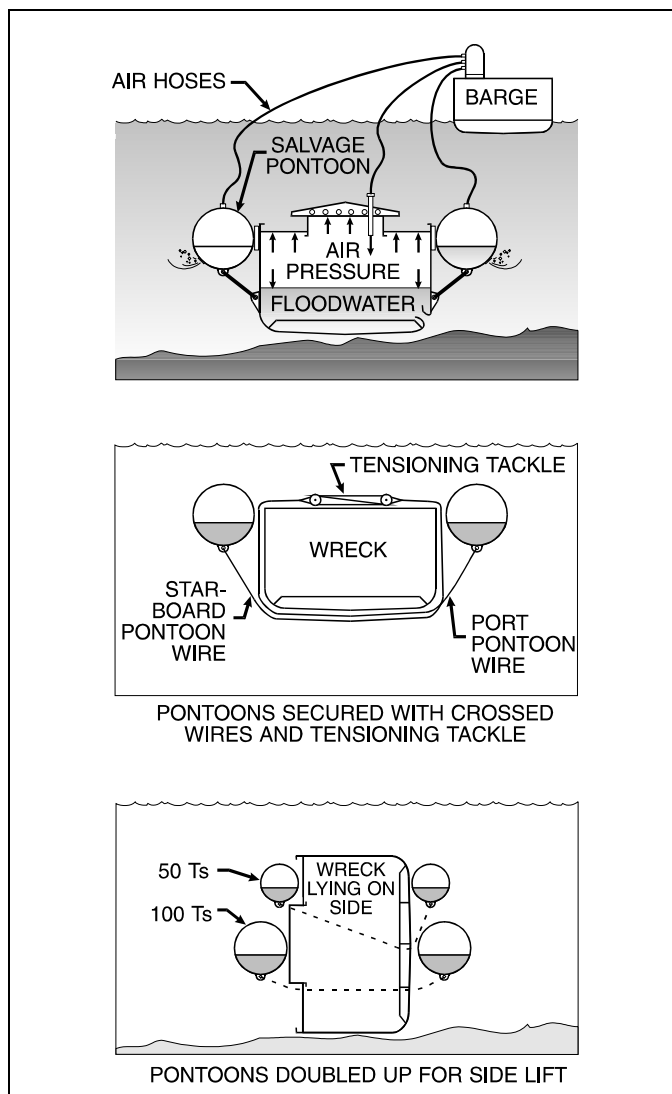 AIR HOSES
BARGE
SALVAGE
PONTOON
AIR
PRESSURE
FLOODWATER
TENSIONING TACKLE
WRECK
STAR-
BOARD
PONTOON
WIRE
PORT
PONTOON
WIRE
PONTOONS SECURED WITH CROSSED
WIRES AND TENSIONING TACKLE
50 Ts
WRECK
LYING ON
SIDE
100 Ts
PONTOONS DOUBLED UP FOR SIDE LIFT